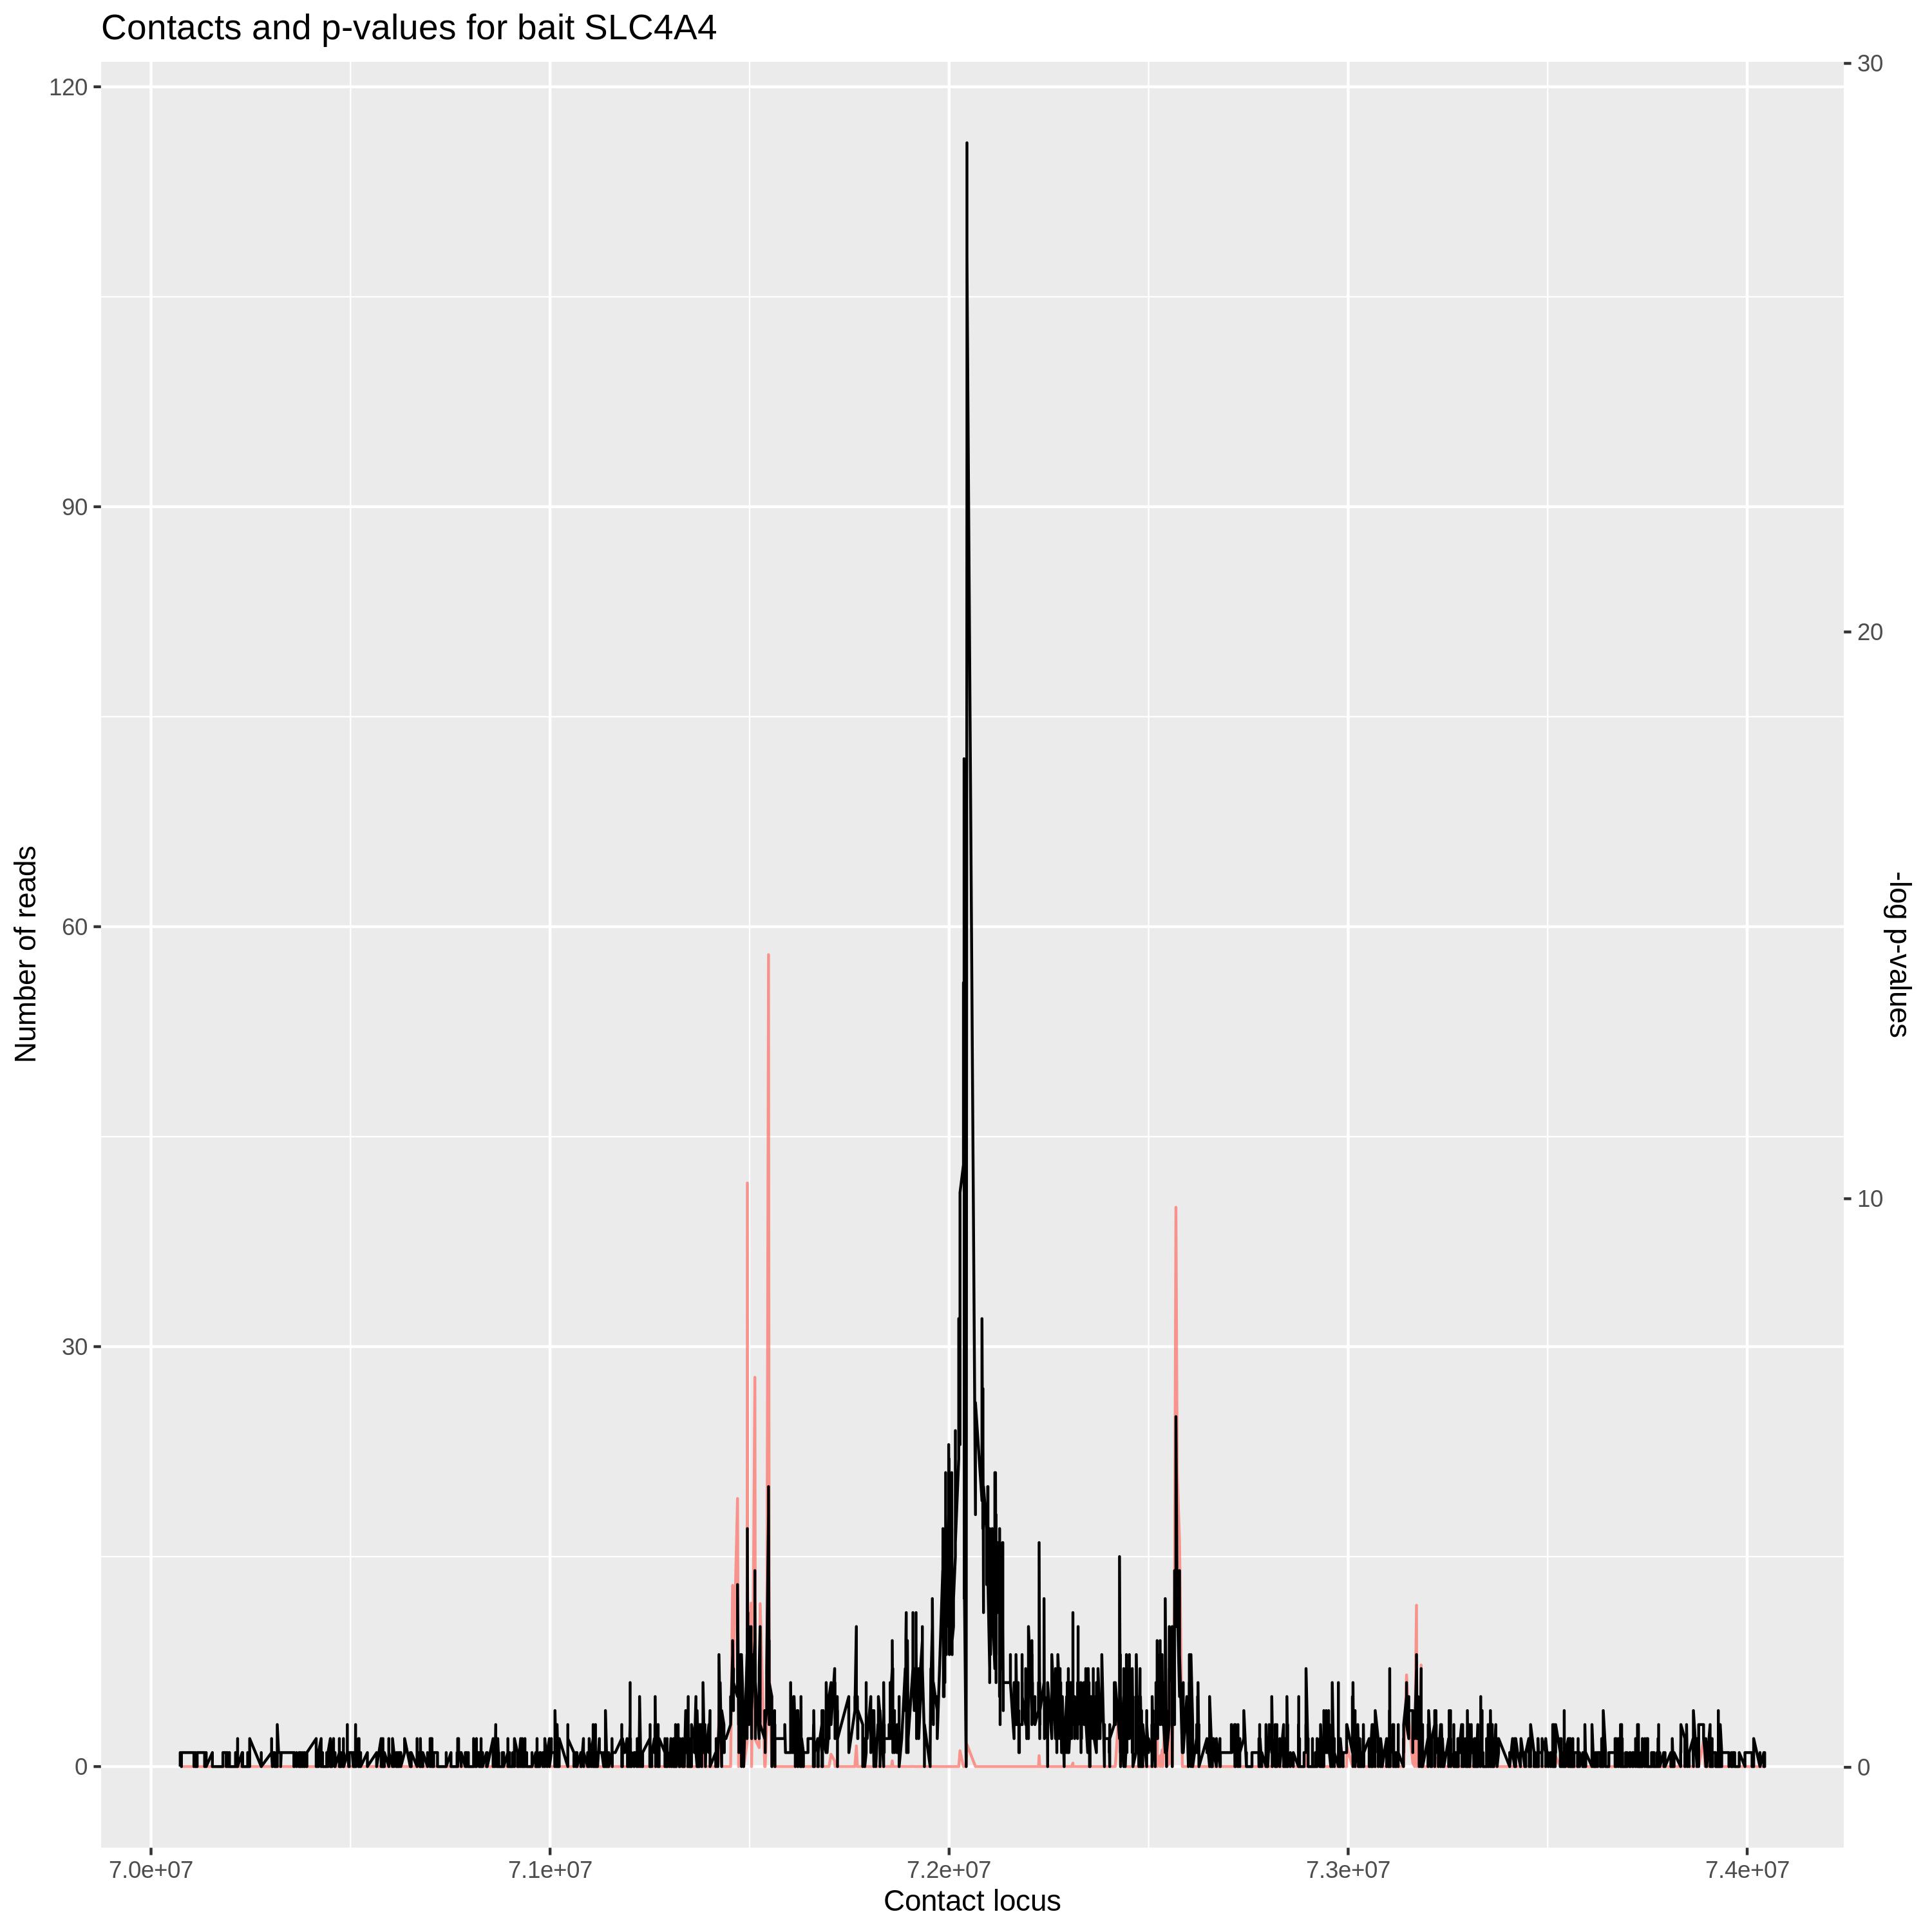 Contacts and p-values for bait SLC4A4
120
90
60
30
0
Number of reads
30
20
10
0
-log p-values
7.0e+07
7.1e+07
7.2e+07
7.3e+07
7.4e+07
Contact locus